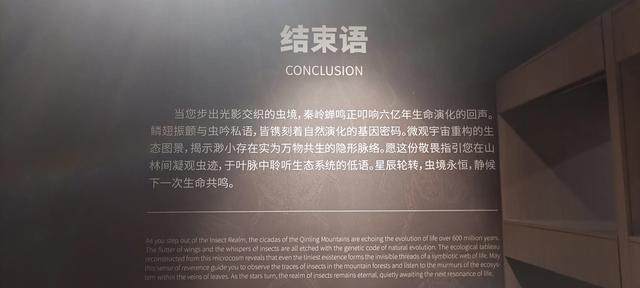 结束语
CONCLUSION
当您步出光影交织的虫境，秦岭蝉鸣正叩响六亿年生命演化的回声。
鳞翅振颤与虫吟私语，皆镌刻着自然演化的基因密码。微观宇宙重构的生
态图景，揭示渺小存在实为万物共生的隐形脉络。愿这份敬畏指引您在山
林间凝观虫迹，于叶脉中聆听生态系统的低语。星辰轮转，虫境永恒，静候
下一次生命共鸣。
As you step out of the Insect Realm, the cicadas of the Qinling Mountains are echoing the evolution of life over 600 million years.
The flutter of wings and the whispers of insects are all etched with the genetic code of natural evolution. The ecological tableau
reconstructed from this microcosm reveals that even the tiniest existence forms the invisible threads of a symbiotic web of life. May
this sense of reverence guide you to observe the traces of insects in the mountain forests and listen to the murmurs of the ecosys-
tem within the veins of leaves. As the stars turn, the realm of insects remains eternal, quietly awaiting the next resonance of life.